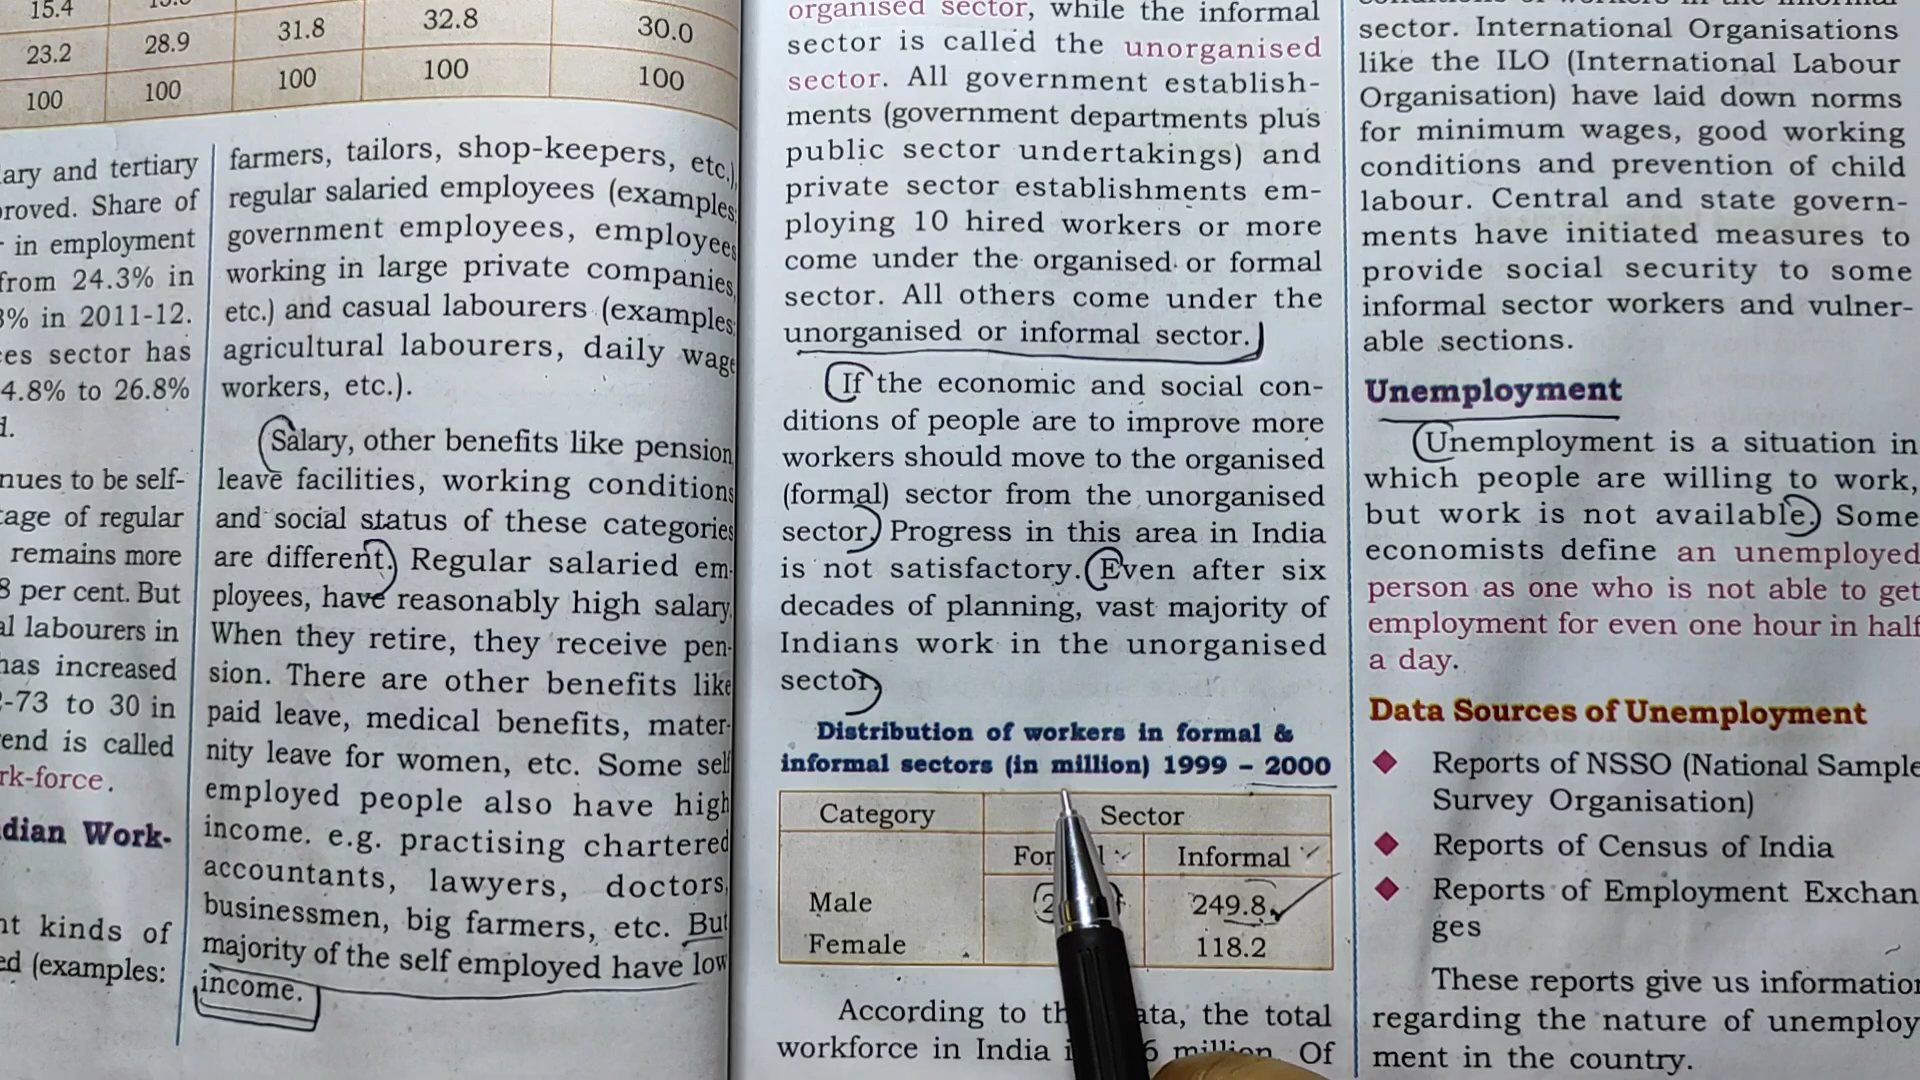 15.4
23.2 28.9 31.8 32.8 30.0
100 100 100 100 100
ary and tertiary
roved. Share of
in employment
from 24.3% in
% in 2011-12.
es sector has
4.8% to 26.8%
d.
nues to be self-
age of regular
remains more
8 per cent. But
al labourers in
has increased
-73 to 30 in
end is called
rk-force.
dian Work-
nt kinds of
ed (examples:
farmers, tailors, shop-keepers, etc.),
regular salaried employees (examples:
government employees, employees
working in large private companies,
etc.) and casual labourers (examples:
agricultural labourers, daily wage
workers, etc.).
Salary, other benefits like pension,
leave facilities, working conditions
and social status of these categories
are different. Regular salaried em-
ployees, have reasonably high salary.
When they retire, they receive pen-
sion. There are other benefits like
paid leave, medical benefits, mater-
nity leave for women, etc. Some self
employed people also have high
income. e.g. practising chartered
accountants, lawyers, doctors,
businessmen, big farmers, etc. But
majority of the self employed have low
income.
organised sector, while the informal
sector is called the unorganised
sector. All government establish-
ments (government departments plus
public sector undertakings) and
private sector establishments em-
ploying 10 hired workers or more
come under the organised or formal
sector. All others come under the
unorganised or informal sector.
If the economic and social con-
ditions of people are to improve more
workers should move to the organised
(formal) sector from the unorganised
sector. Progress in this area in India
is not satisfactory. Even after six
decades of planning, vast majority of
Indians work in the unorganised
sector.
Distribution of workers in formal &
informal sectors (in million) 1999 – 2000
Category Sector
Informal
Male 249.8
Female 118.2
According to the data, the total
workforce in India million. Of
sector. International Organisations
like the ILO (International Labour
Organisation) have laid down norms
for minimum wages, good working
conditions and prevention of child
labour. Central and state govern-
ments have initiated measures to
provide social security to some
informal sector workers and vulner-
able sections.
Unemployment
Unemployment is a situation in
which people are willing to work,
but work is not available. Some
economists define an unemployed
person as one who is not able to get
employment for even one hour in half
a day.
Data Sources of Unemployment
Reports of NSSO (National Sample
Survey Organisation)
Reports of Census of India
Reports of Employment Exchan
ges
These reports give us information
regarding the nature of unemploy
ment in the country.